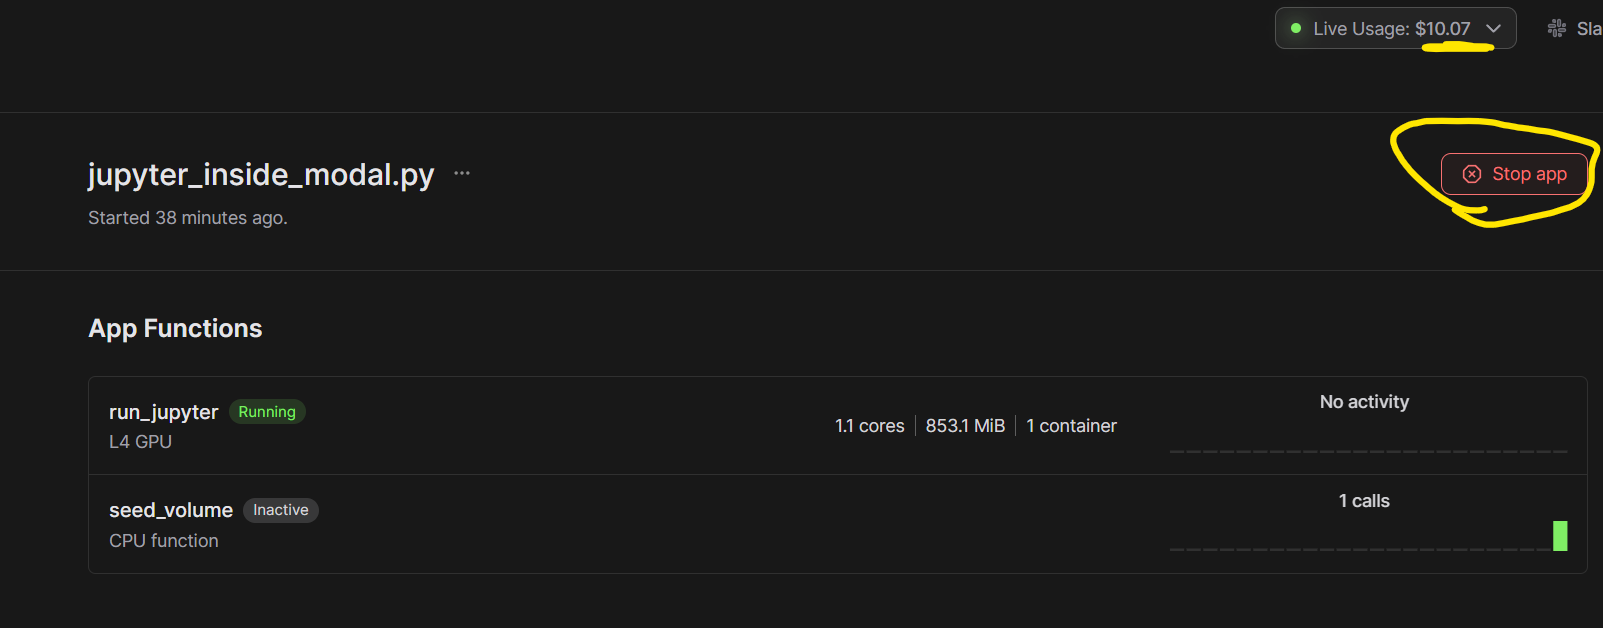 Live Usage: $10.07
Sla
jupyter_inside_modal.py ...
Started 38 minutes ago.
Stop app
App Functions
run_jupyter Running
L4 GPU
1.1 cores | 853.1 MiB | 1 container
No activity
seed_volume Inactive
CPU function
1 calls